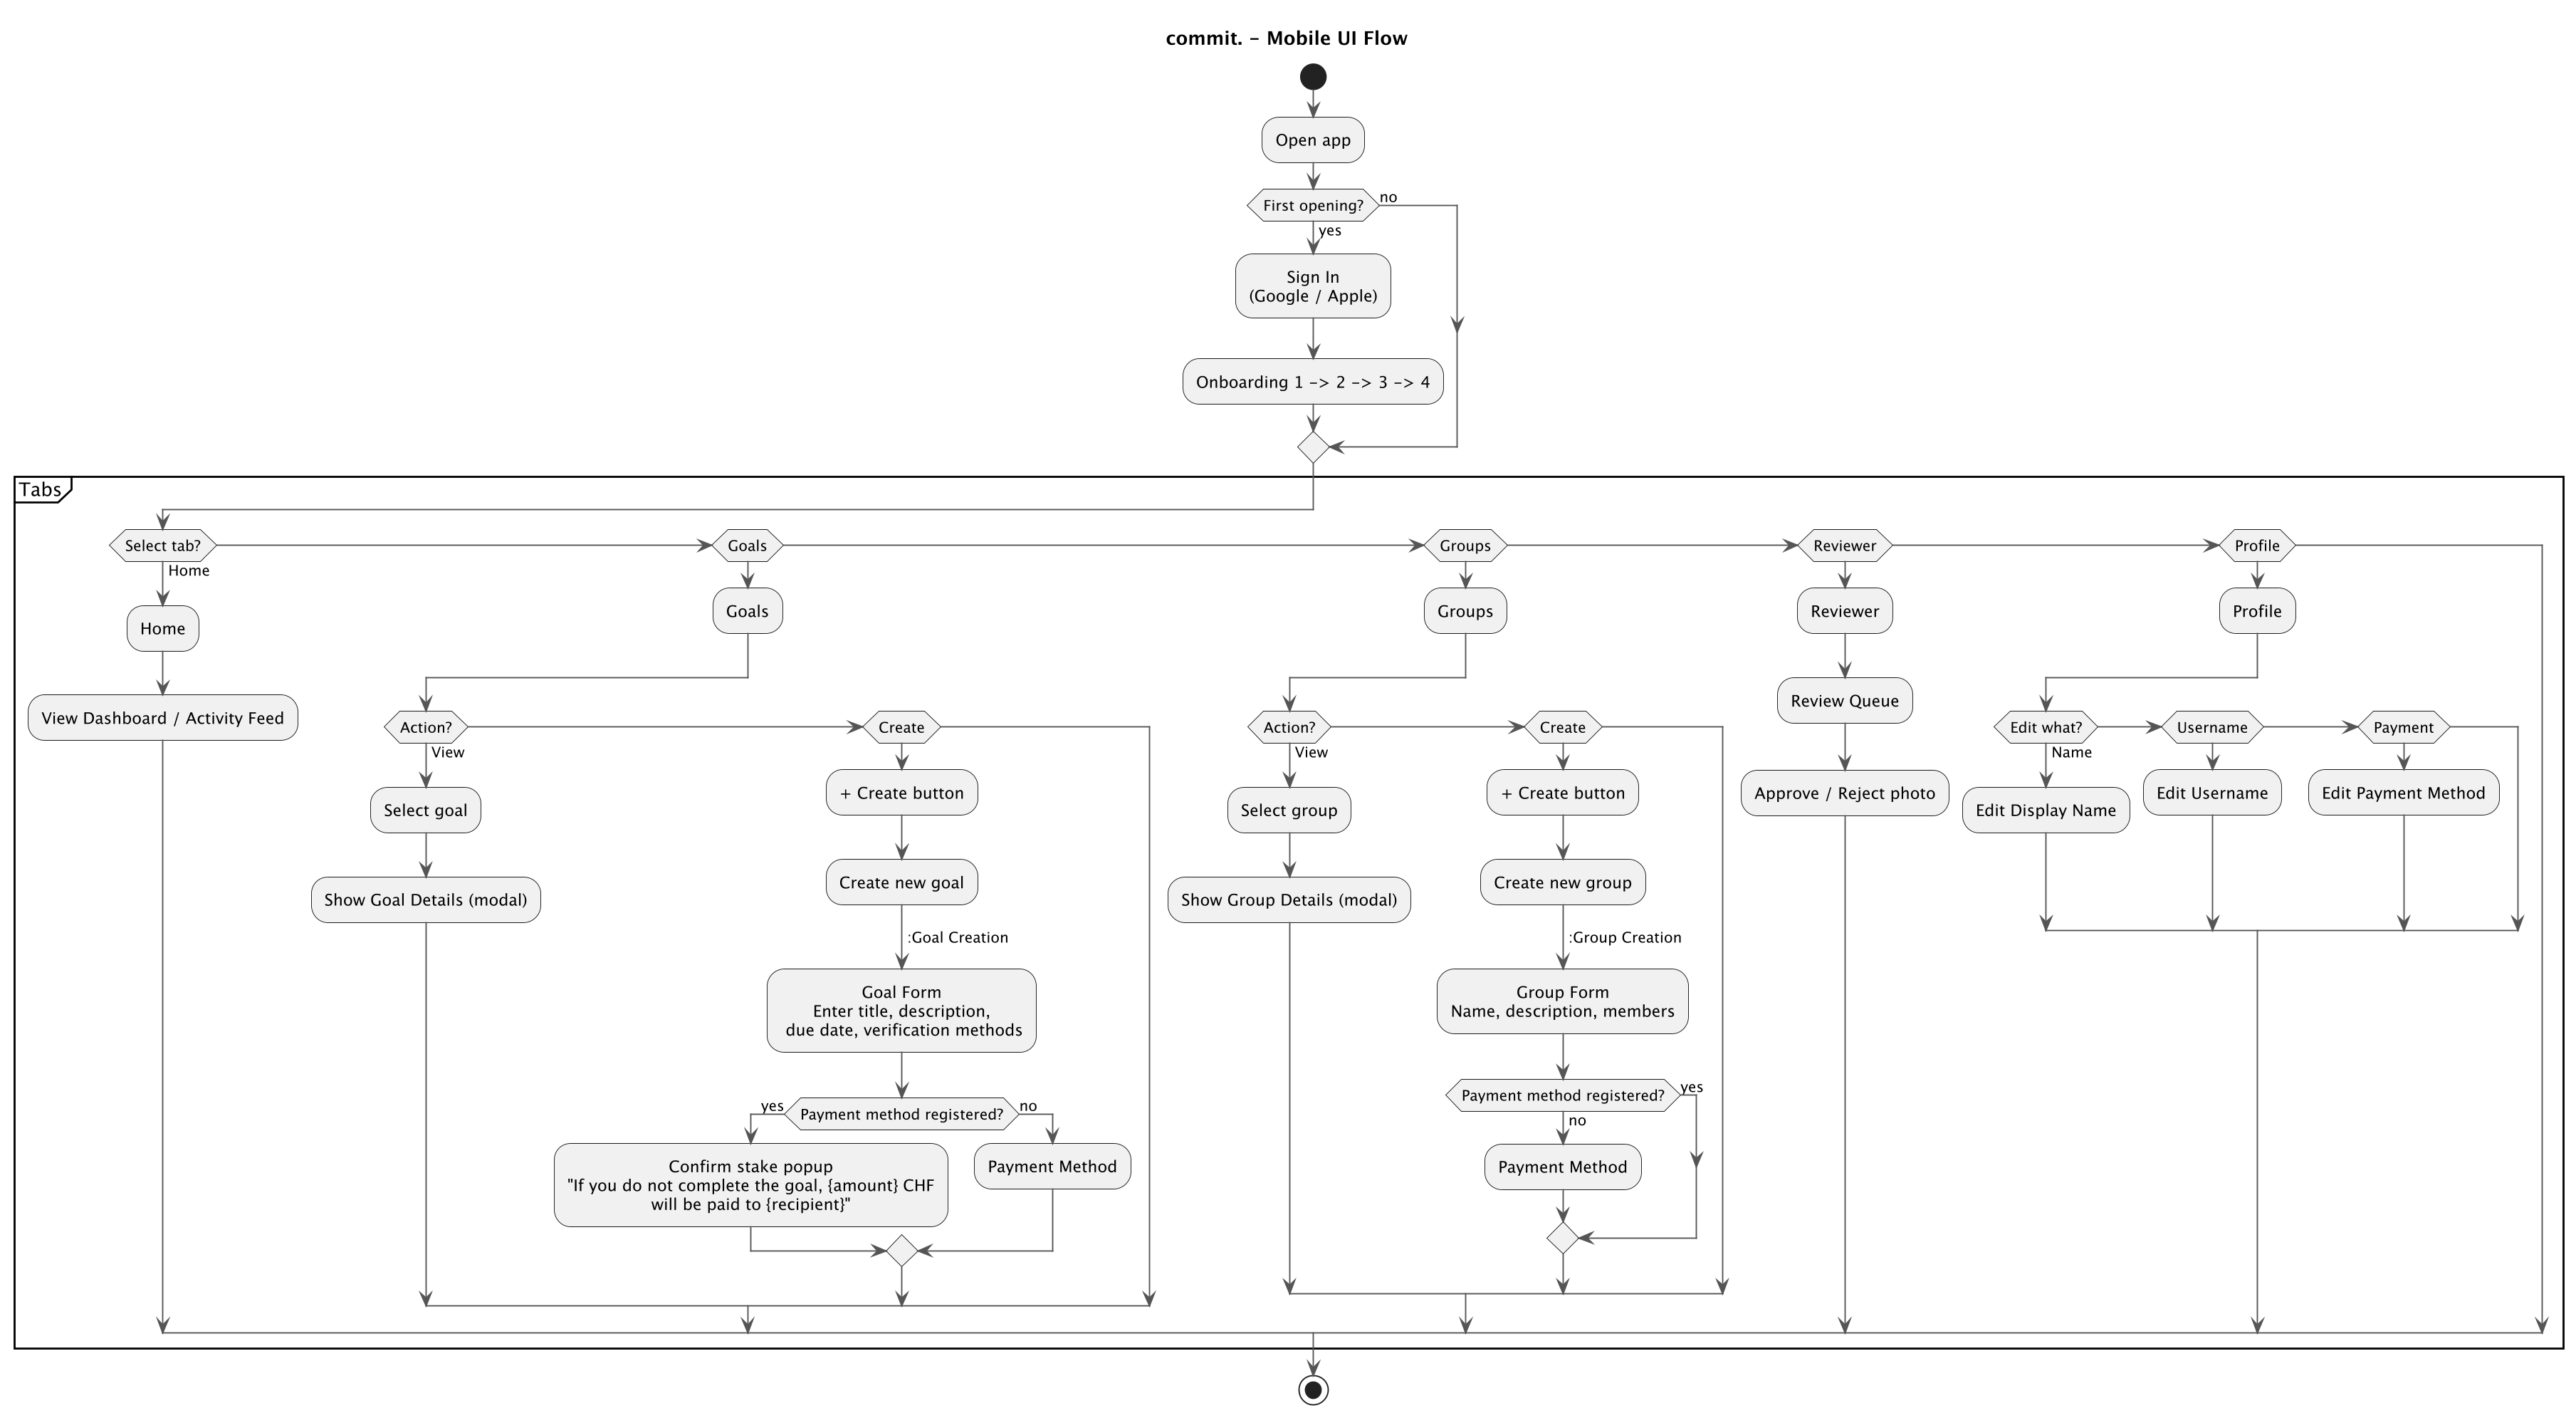 commit. – Mobile UI Flow
Open app
First opening?
no
yes
Sign In
(Google / Apple)
Onboarding 1 –> 2 –> 3 –> 4
Tabs
Select tab?
Home
Home
View Dashboard / Activity Feed
Goals
Goals
Action?
View
Select goal
Show Goal Details (modal)
Create
+ Create button
Create new goal
:Goal Creation
Goal Form
Enter title, description,
due date, verification methods
Payment method registered?
yes
no
Confirm stake popup
"If you do not complete the goal, {amount} CHF
will be paid to {recipient}"
Payment Method
Groups
Groups
Action?
View
Select group
Show Group Details (modal)
Create
+ Create button
Create new group
:Group Creation
Group Form
Name, description, members
Payment method registered?
yes
no
Payment Method
Reviewer
Reviewer
Review Queue
Approve / Reject photo
Profile
Profile
Edit what?
Name
Edit Display Name
Username
Edit Username
Payment
Edit Payment Method